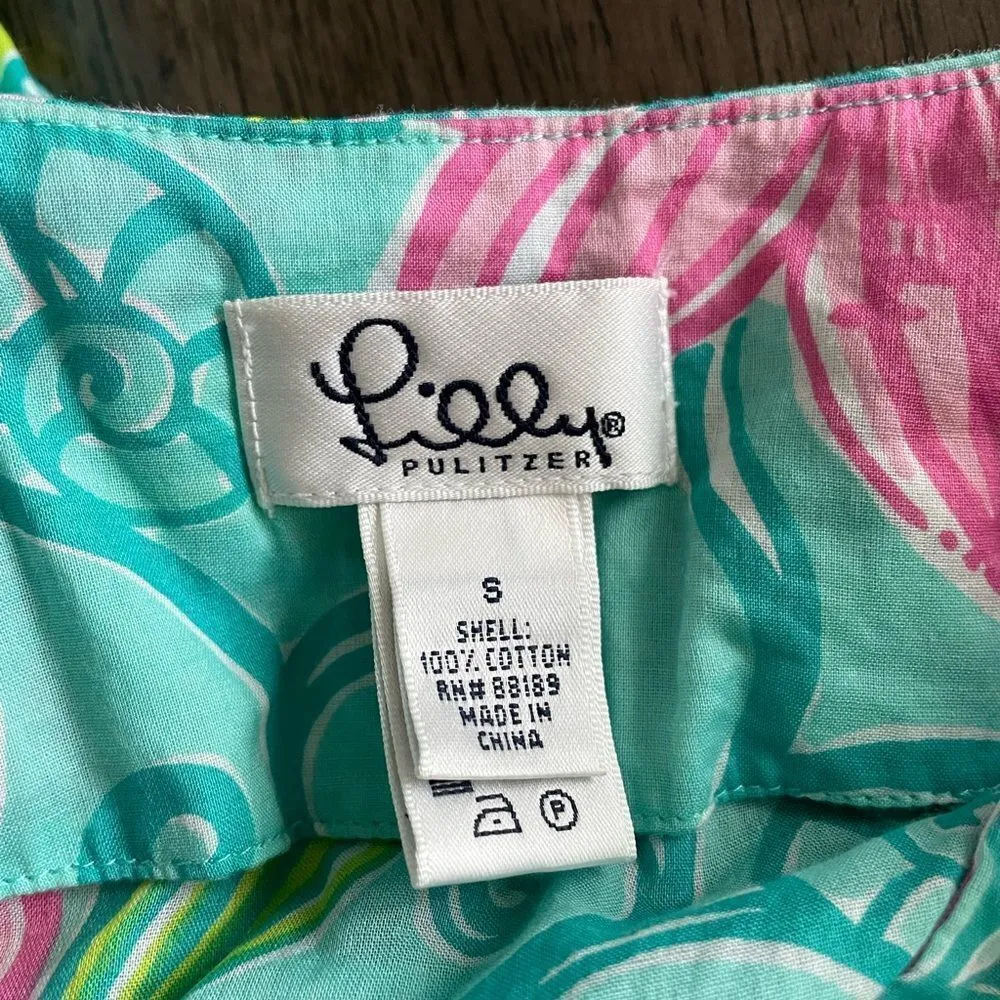 Lilly®
PULITZER
S
SHELL:
100% COTTON
RN# 88189
MADE IN
CHINA
P